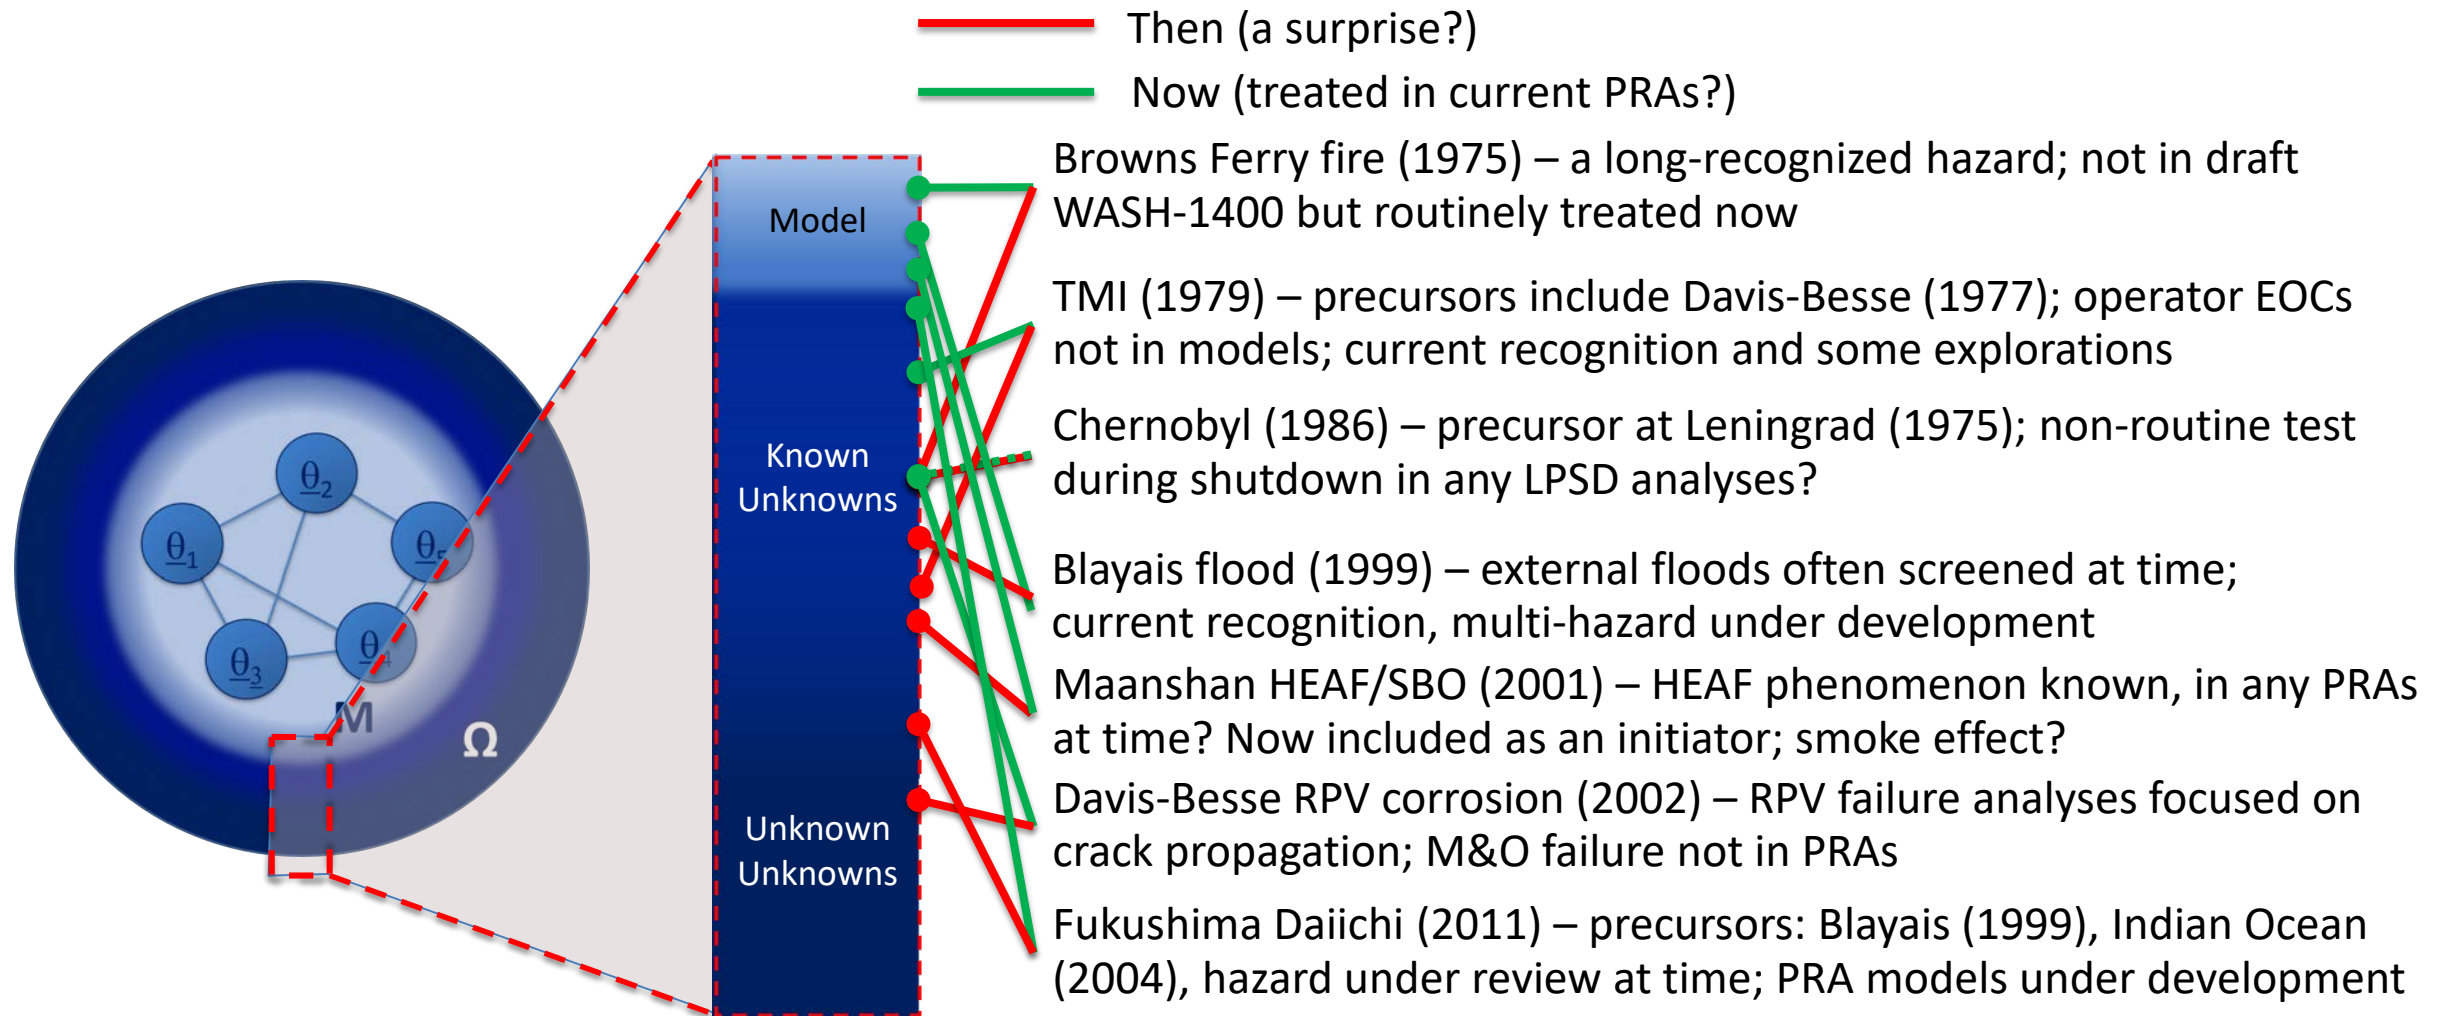 Then (a surprise?)
Now (treated in current PRAs?)
Browns Ferry fire (1975) – a long-recognized hazard; not in draft
WASH-1400 but routinely treated now
TMI (1979) – precursors include Davis-Besse (1977); operator EOCs
not in models; current recognition and some explorations
Chernobyl (1986) – precursor at Leningrad (1975); non-routine test
during shutdown in any LPSD analyses?
Blayais flood (1999) – external floods often screened at time;
current recognition, multi-hazard under development
Maanshan HEAF/SBO (2001) – HEAF phenomenon known, in any PRAs
at time? Now included as an initiator; smoke effect?
Davis-Besse RPV corrosion (2002) – RPV failure analyses focused on
crack propagation; M&O failure not in PRAs
Fukushima Daiichi (2011) – precursors: Blayais (1999), Indian Ocean
(2004), hazard under review at time; PRA models under development
Model
Known
Unknowns
Unknown
Unknowns
θ2
θ1
θ5
θ3
θ4
M
Ω